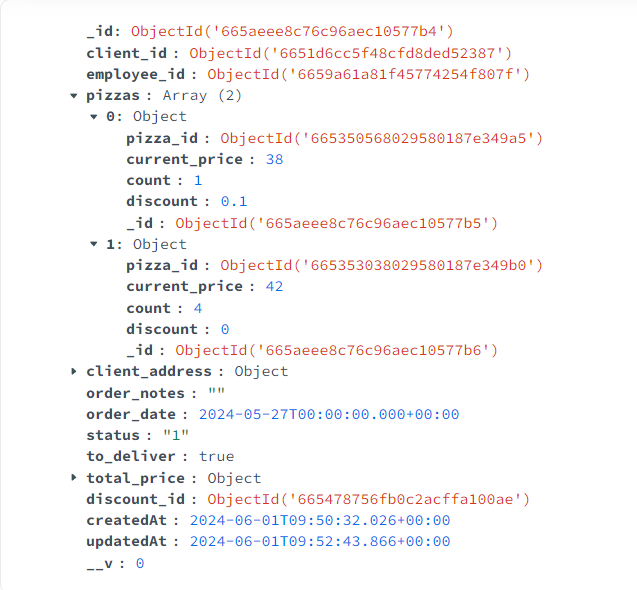 _id: ObjectId('665aeee8c76c96aec10577b4')
client_id : ObjectId('6651d6cc5f48cfd8ded52387')
employee_id : ObjectId('6659a61a81f45774254f807f')
pizzas : Array (2)
0: Object
pizza_id : ObjectId('665350568029580187e349a5')
current_price : 38
count : 1
discount : 0.1
_id : ObjectId('665aeee8c76c96aec10577b5')
1: Object
pizza_id : ObjectId('665353038029580187e349b0')
current_price : 42
count : 4
discount : 0
_id : ObjectId('665aeee8c76c96aec10577b6')
client_address : Object
order_notes : ""
order_date : 2024-05-27T00:00:00.000+00:00
status : "1"
to_deliver : true
total_price : Object
discount_id : ObjectId('665478756fb0c2acffa100ae')
createdAt : 2024-06-01T09:50:32.026+00:00
updatedAt : 2024-06-01T09:52:43.866+00:00
__v : 0